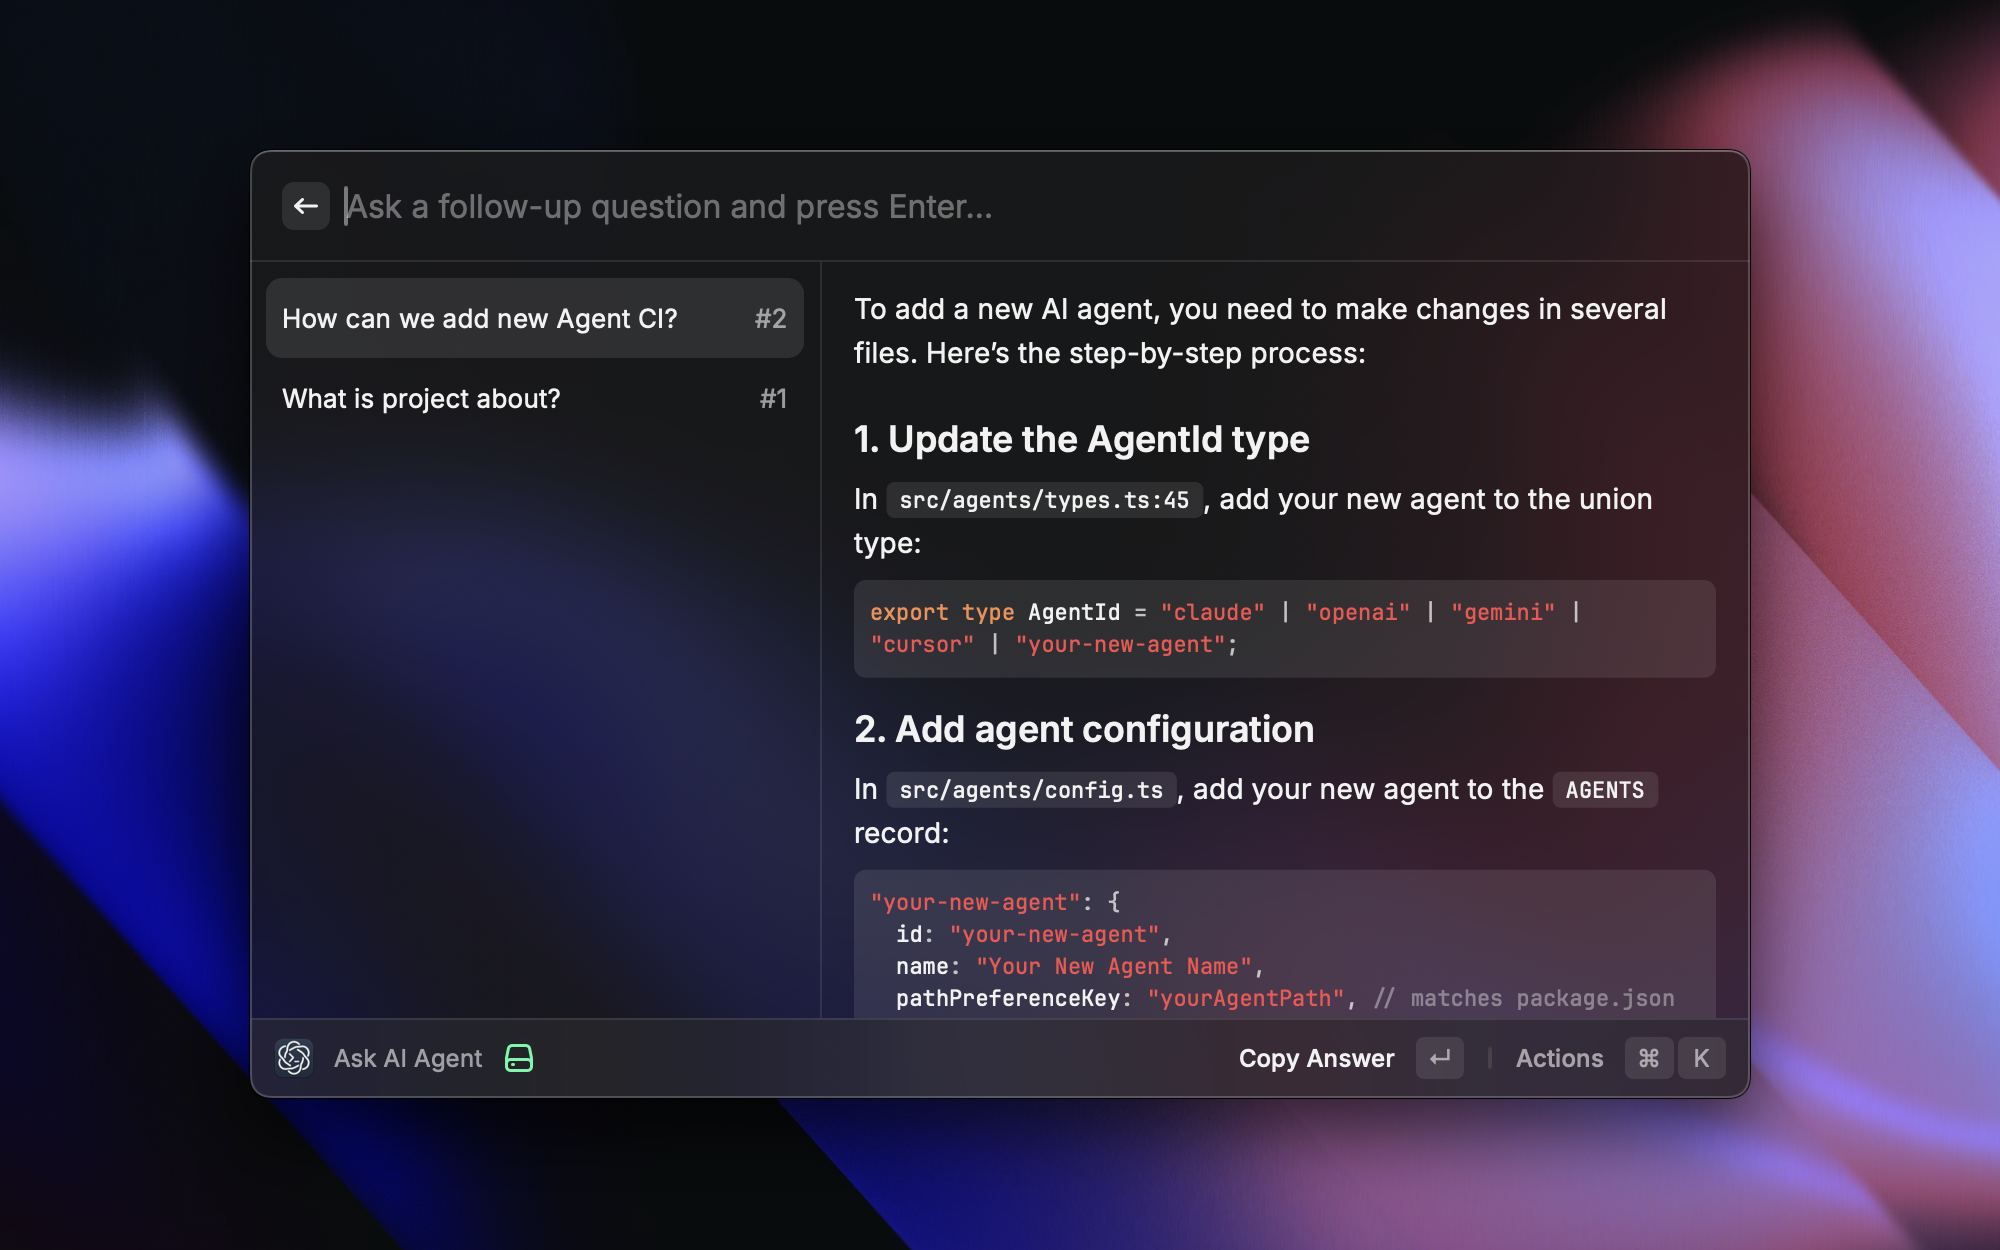 Ask a follow-up question and press Enter...
How can we add new Agent CI? #2
What is project about? #1
To add a new AI agent, you need to make changes in several
files. Here’s the step-by-step process:
1. Update the AgentId type
In src/agents/types.ts:45, add your new agent to the union
type:
export type AgentId = "claude" | "openai" | "gemini" |
"cursor" | "your-new-agent";
2. Add agent configuration
In src/agents/config.ts, add your new agent to the AGENTS
record:
"your-new-agent": {
id: "your-new-agent",
name: "Your New Agent Name",
pathPreferenceKey: "yourAgentPath", // matches package.json
Ask AI Agent
Copy Answer
Actions ⌘ K